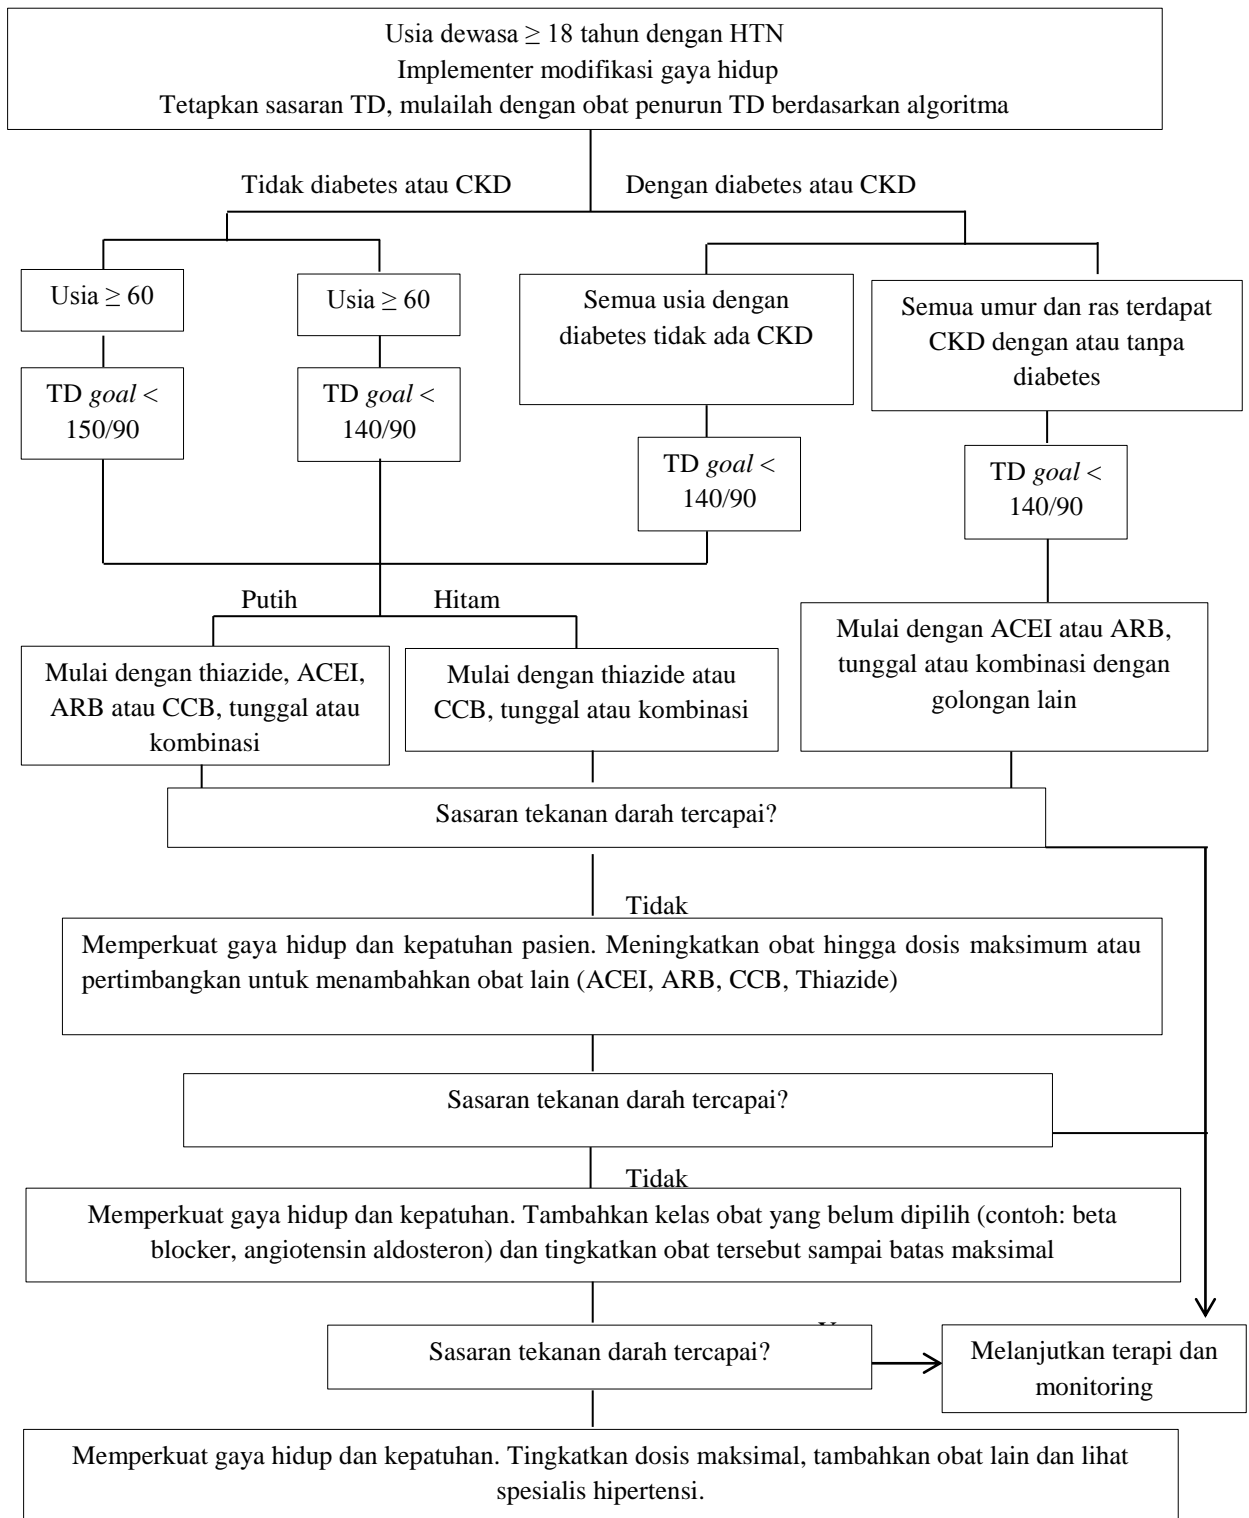 Usia dewasa ≥ 18 tahun dengan HTN
Implementer modifikasi gaya hidup
Tetapkan sasaran TD, mulailah dengan obat penurun TD berdasarkan algoritma
Tidak diabetes atau CKD
Dengan diabetes atau CKD
Usia ≥ 60
Usia ≥ 60
Semua usia dengan
diabetes tidak ada CKD
Semua umur dan ras terdapat
CKD dengan atau tanpa
diabetes
TD goal <
150/90
TD goal <
140/90
TD goal <
140/90
TD goal <
140/90
Putih
Hitam
Mulai dengan thiazide, ACEI,
ARB atau CCB, tunggal atau
kombinasi
Mulai dengan thiazide atau
CCB, tunggal atau kombinasi
Mulai dengan ACEI atau ARB,
tunggal atau kombinasi dengan
golongan lain
Sasaran tekanan darah tercapai?
Tidak
Memperkuat gaya hidup dan kepatuhan pasien. Meningkatkan obat hingga dosis maksimum atau
pertimbangkan untuk menambahkan obat lain (ACEI, ARB, CCB, Thiazide)
Sasaran tekanan darah tercapai?
Tidak
Memperkuat gaya hidup dan kepatuhan. Tambahkan kelas obat yang belum dipilih (contoh: beta
blocker, angiotensin aldosteron) dan tingkatkan obat tersebut sampai batas maksimal
Sasaran tekanan darah tercapai?
Melanjutkan terapi dan
monitoring
Memperkuat gaya hidup dan kepatuhan. Tingkatkan dosis maksimal, tambahkan obat lain dan lihat
spesialis hipertensi.